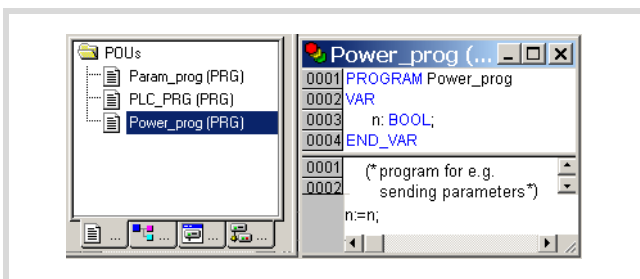 POUs
Param_prog (PRG)
PLC_PRG (PRG)
Power_prog (PRG)
... ... ... ...
Power_prog (...
0001 PROGRAM Power_prog
0002 VAR
0003 n: BOOL;
0004 END_VAR
0001 (* program for e.g.
0002 sending parameters*)
n:=n;